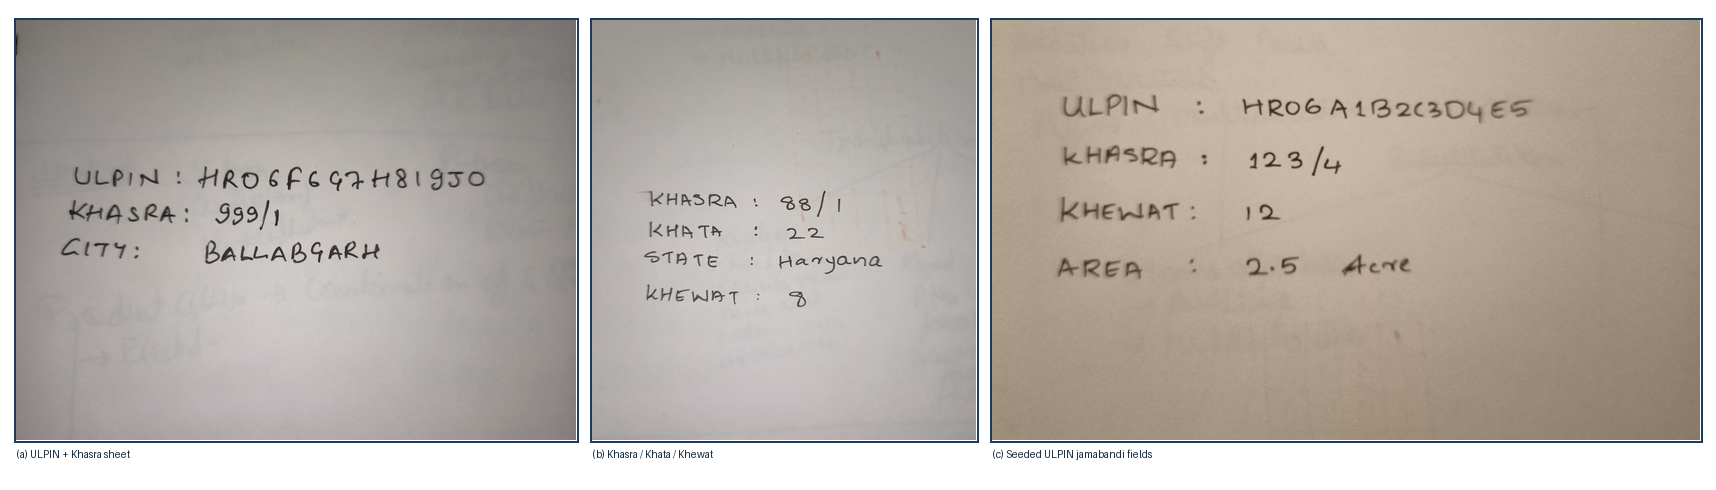 ULPIN : HR06F6G7H8I9J0
KHASRA: 999/1
CITY: BALLABGARH
(a) ULPIN + Khasra sheet
KHASRA : 88/1
KHATA : 22
STATE : Haryana
KHEWAT : 8
(b) Khasra / Khata / Khewat
ULPIN : HR06A1B2C3D4E5
KHASRA : 123/4
KHEWAT : 12
AREA : 2.5 Acre
(c) Seeded ULPIN jamabandi fields